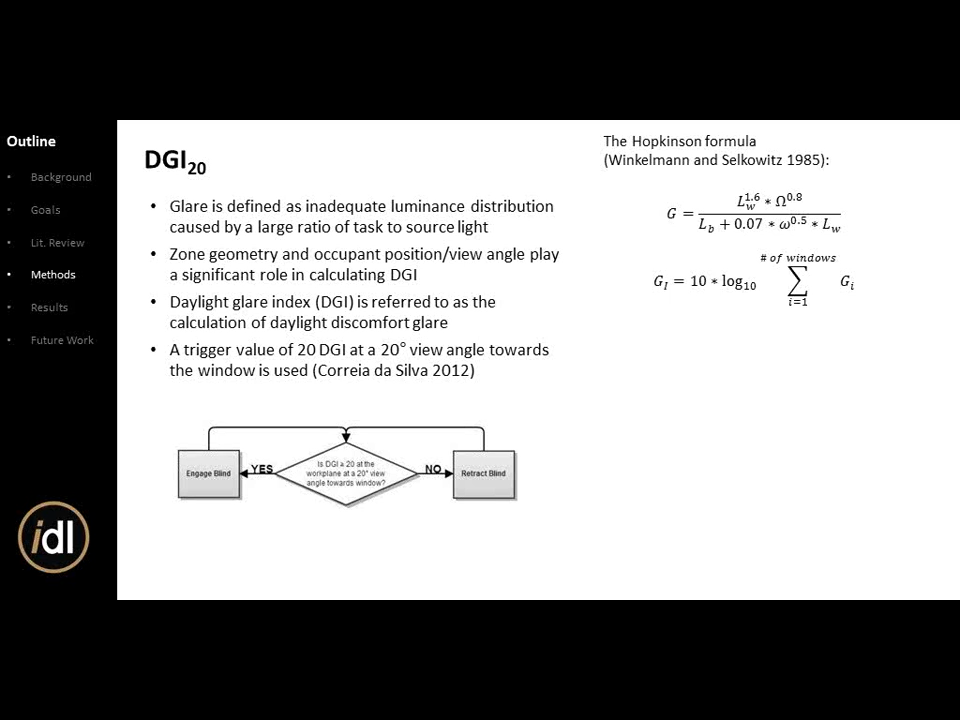 Outline
• Background
• Goals
• Lit. Review
• Methods
• Results
• Future Work
idl
DGI20
• Glare is defined as inadequate luminance distribution
caused by a large ratio of task to source light
• Zone geometry and occupant position/view angle play
a significant role in calculating DGI
• Daylight glare index (DGI) is referred to as the
calculation of daylight discomfort glare
• A trigger value of 20 DGI at a 20° view angle towards
the window is used (Correia da Silva 2012)
Engage Blind
YES
Is DGI ≥ 20 at the
workplane at a 20° view
angle towards window?
NO
Retract Blind
The Hopkinson formula
(Winkelmann and Selkowitz 1985):
G = L_w^1.6 * Ω^0.8 / L_b + 0.07 * ω^0.5 * L_w
G_I = 10 * log_10 ∑_{i=1}^{# of windows} G_i